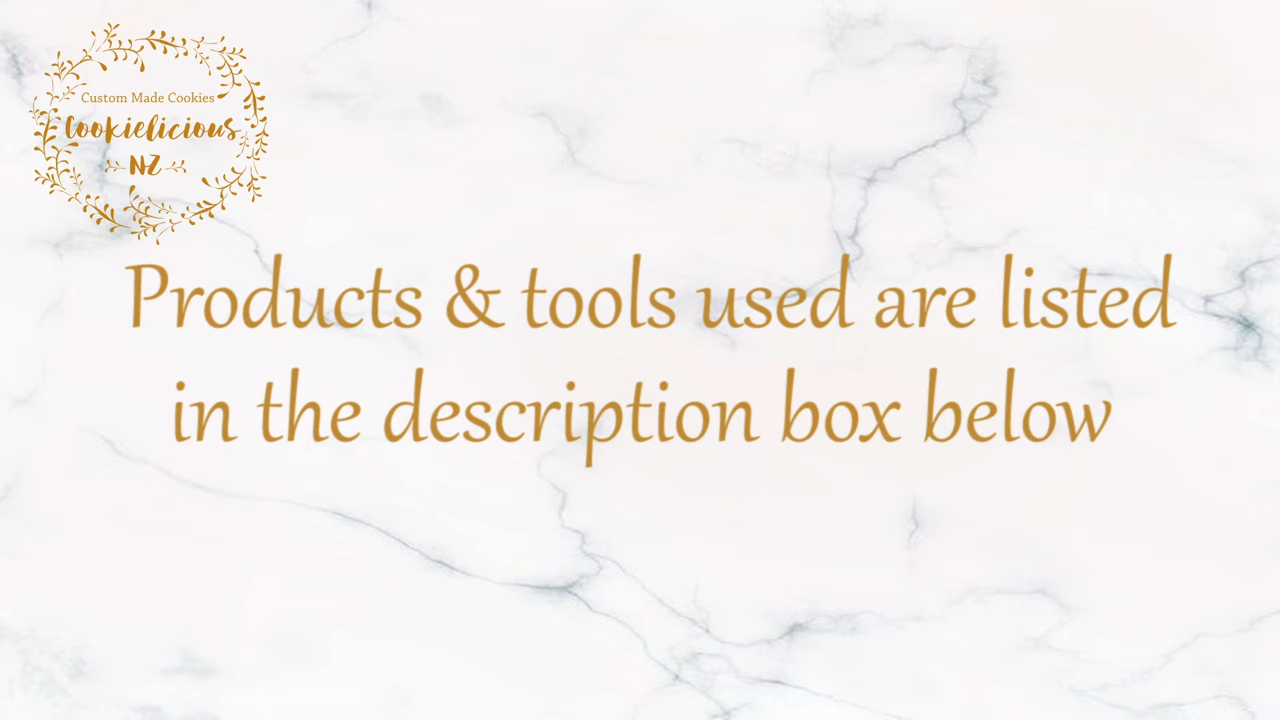 Custom Made Cookies
Cookielicious
NZ
Products & tools used are listed
in the description box below